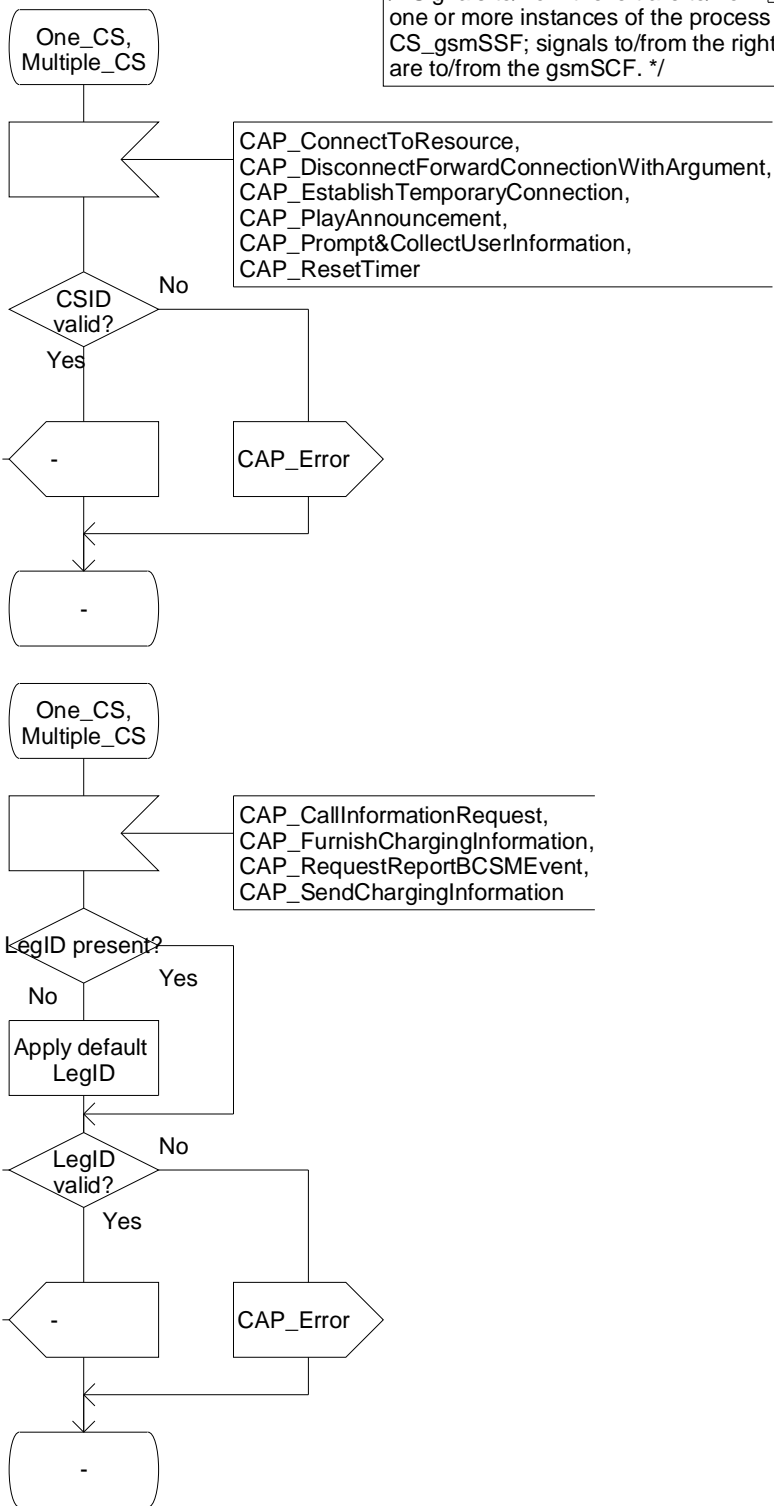 one or more instances of the process
CS_gsmSSF; signals to/from the right
are to/from the gsmSCF. */
One_CS,
Multiple_CS
CAP_ConnectToResource,
CAP_DisconnectForwardConnectionWithArgument,
CAP_EstablishTemporaryConnection,
CAP_PlayAnnouncement,
CAP_Prompt&CollectUserInformation,
CAP_ResetTimer
CSID
valid?
No
Yes
-
CAP_Error
-
One_CS,
Multiple_CS
CAP_CallInformationRequest,
CAP_FurnishChargingInformation,
CAP_RequestReportBCSMEvent,
CAP_SendChargingInformation
LegID present?
Yes
No
Apply default
LegID
LegID
valid?
No
Yes
-
CAP_Error
-